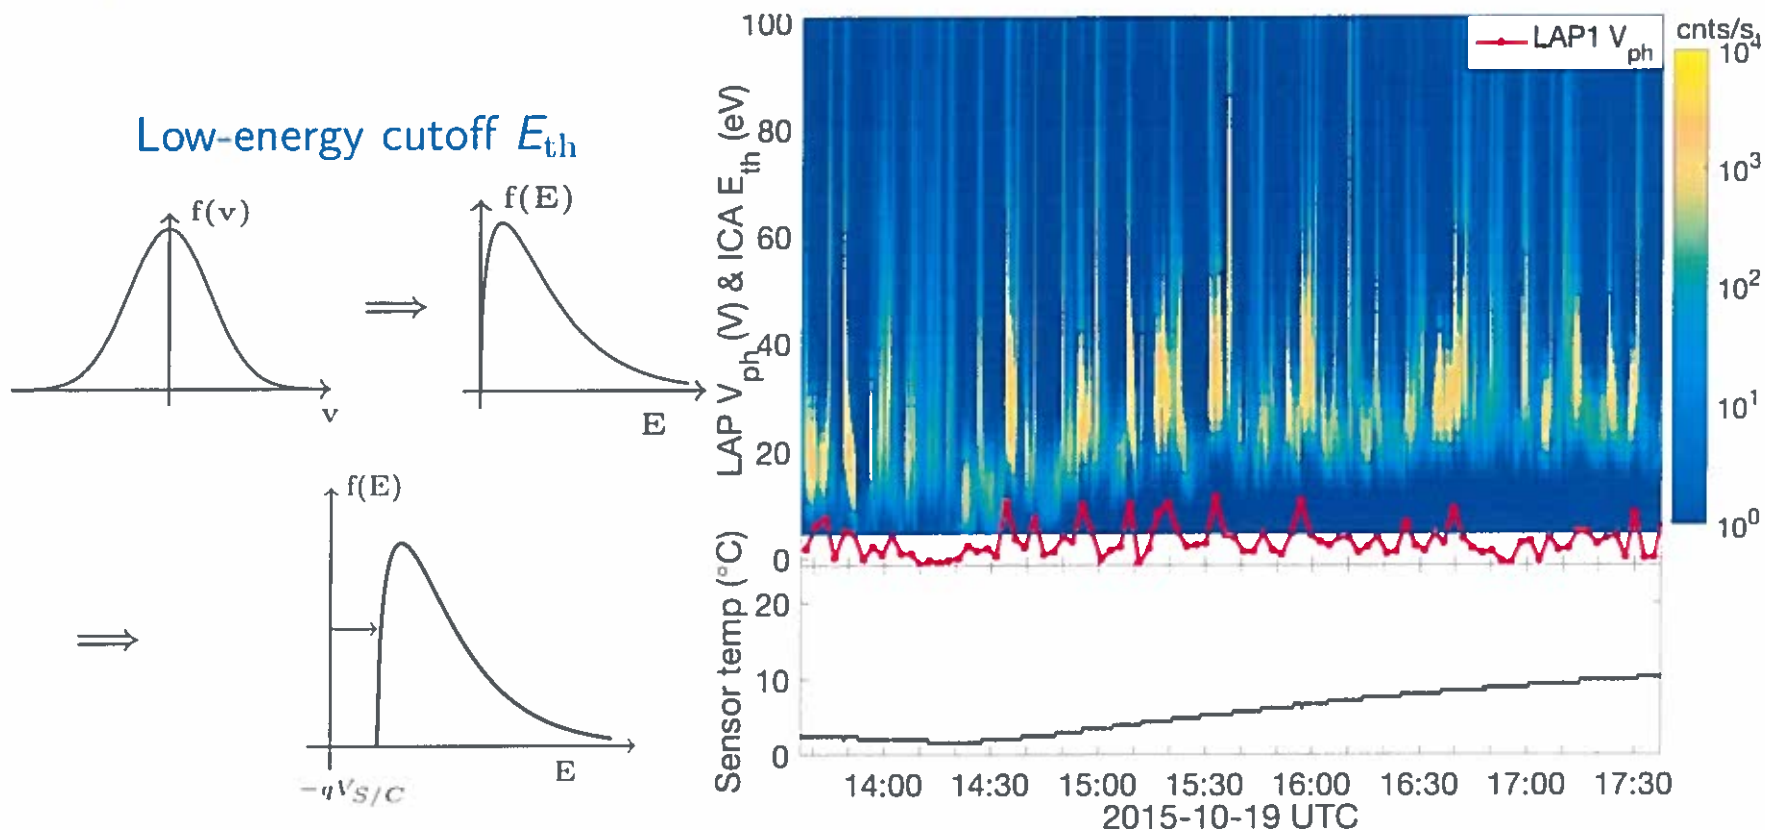 Low-energy cutoff E_th
f(v)
v
f(E)
E
f(E)
E
−qV_S/C
LAP1 V_ph
cnts/s
10^4
10^3
10^2
10^1
10^0
LAP V_ph (V) & ICA E_th (eV)
100
80
60
40
20
0
Sensor temp (°C)
20
10
0
14:00 14:30 15:00 15:30 16:00 16:30 17:00 17:30
2015-10-19 UTC